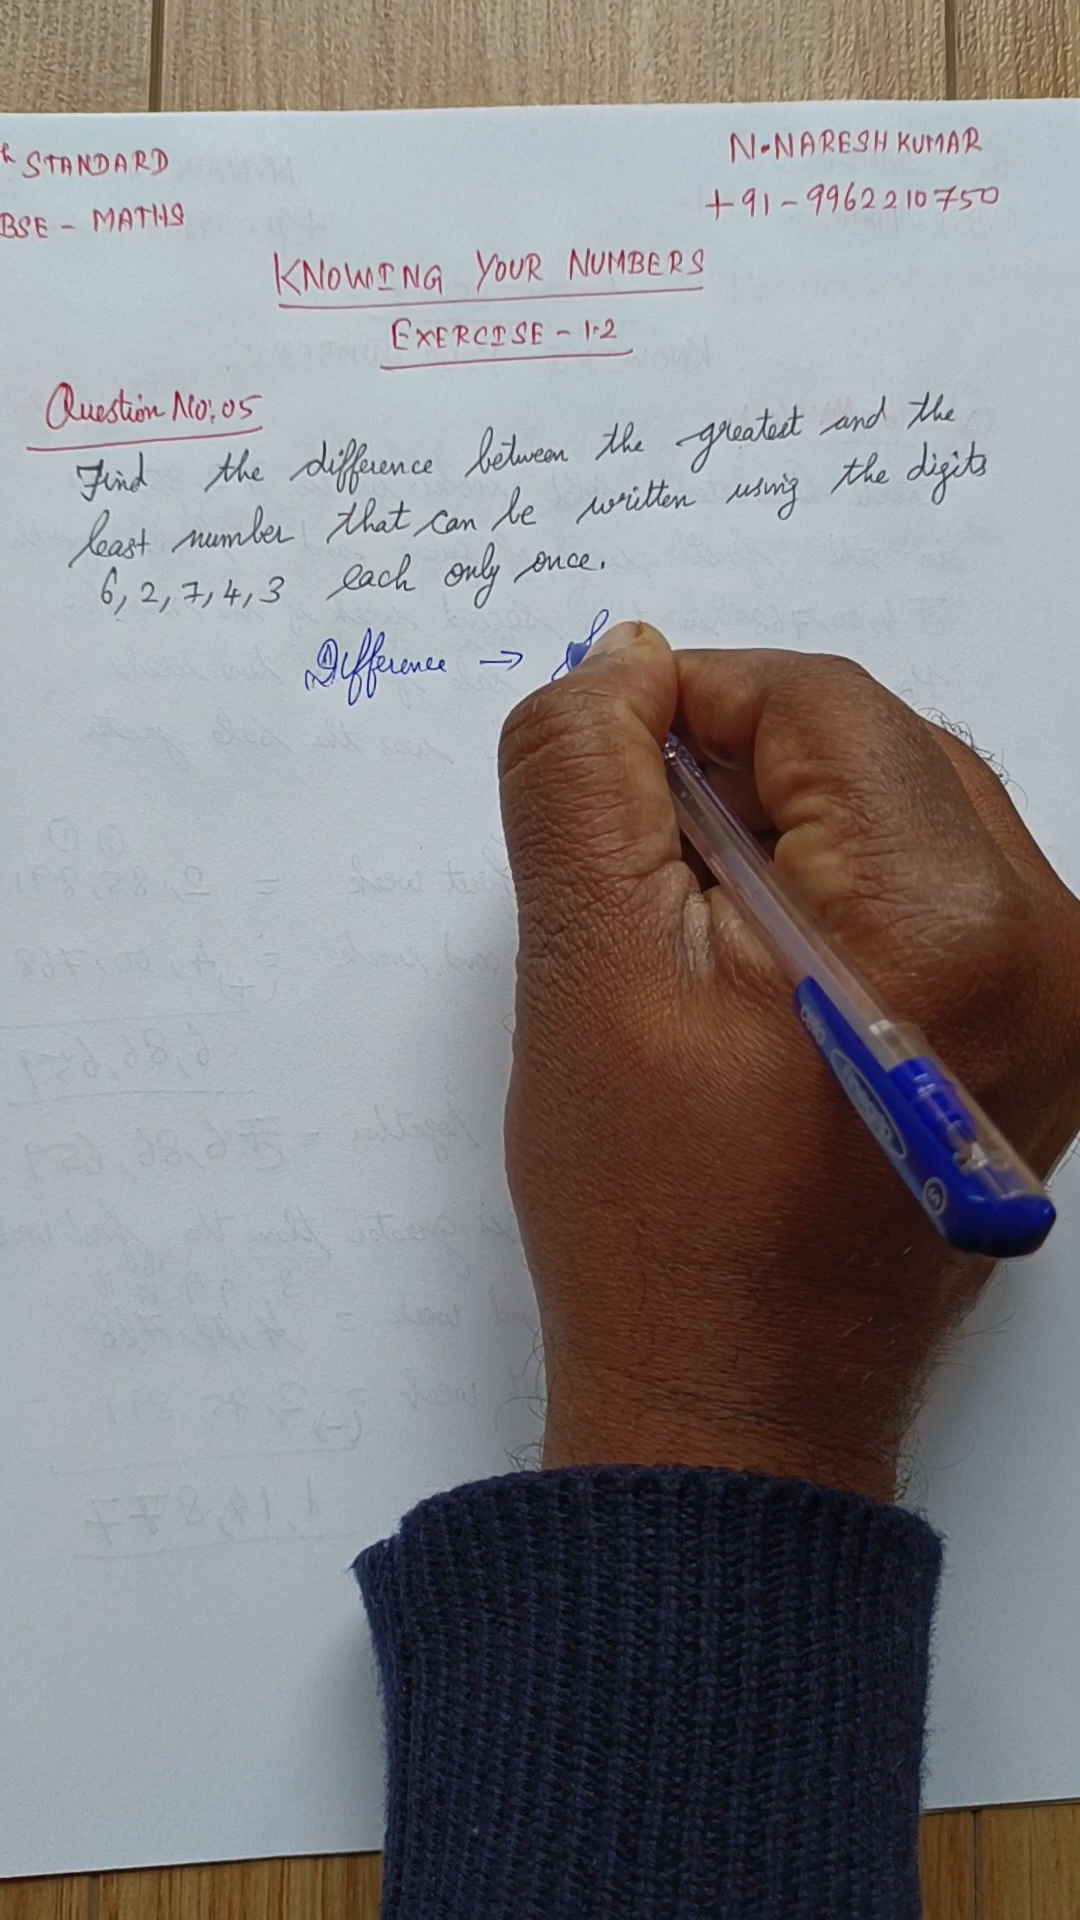 STANDARD
N. NARESH KUMAR
BSE - MATHS
+91-9962210750
KNOWING YOUR NUMBERS
EXERCISE - 1.2
Question No: 05
Find the difference between the greatest and the
least number that can be written using the digits
6, 2, 7, 4, 3 each only once.
Difference →
cello